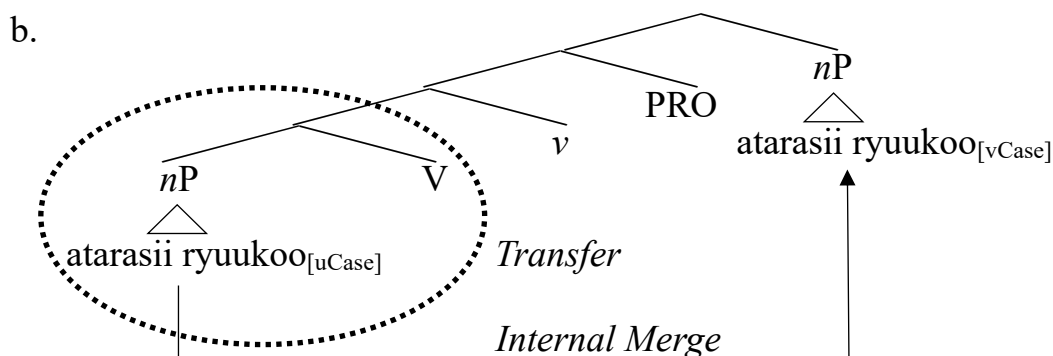 b.
nP
PRO
v
atarasii ryuukoo[vCase]
nP
V
atarasii ryuukoo[uCase]
Transfer
Internal Merge